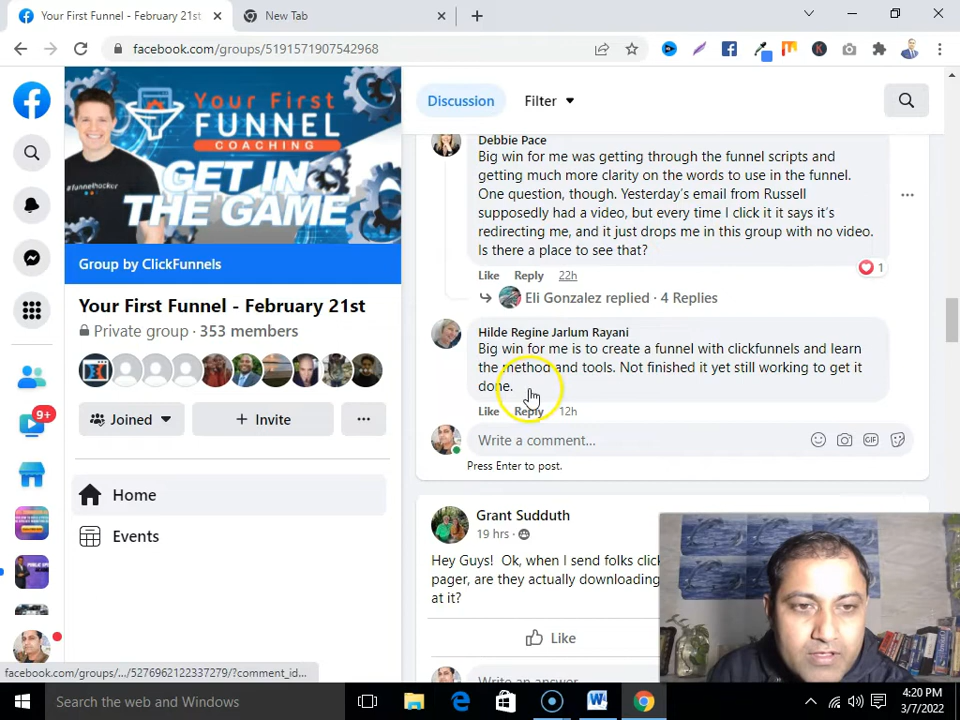 Your First Funnel - February 21st
New Tab
facebook.com/groups/5191571907542968
#funnelhacker
YOUR FIRST
FUNNEL
COACHING
GET IN
THE GAME
Group by ClickFunnels
Your First Funnel - February 21st
Private group · 353 members
Joined
+ Invite
Home
Events
9+
Discussion
Filter
Debbie Pace
Big win for me was getting through the funnel scripts and
getting much more clarity on the words to use in the funnel.
One question, though. Yesterday's email from Russell
supposedly had a video, but every time I click it it says it's
redirecting me, and it just drops me in this group with no video.
Is there a place to see that?
Like Reply 22h
1
Eli Gonzalez replied · 4 Replies
Hilde Regine Jarlum Rayani
Big win for me is to create a funnel with clickfunnels and learn
the method and tools. Not finished it yet still working to get it
done.
Like Reply 12h
Write a comment...
GIF
Press Enter to post.
Grant Sudduth
19 hrs ·
Hey Guys! Ok, when I send folks clic
pager, are they actually downloading
at it?
Like
Write an answer
facebook.com/groups/.../5276962122337279/?comment_id...
Search the web and Windows
4:20 PM
3/7/2022